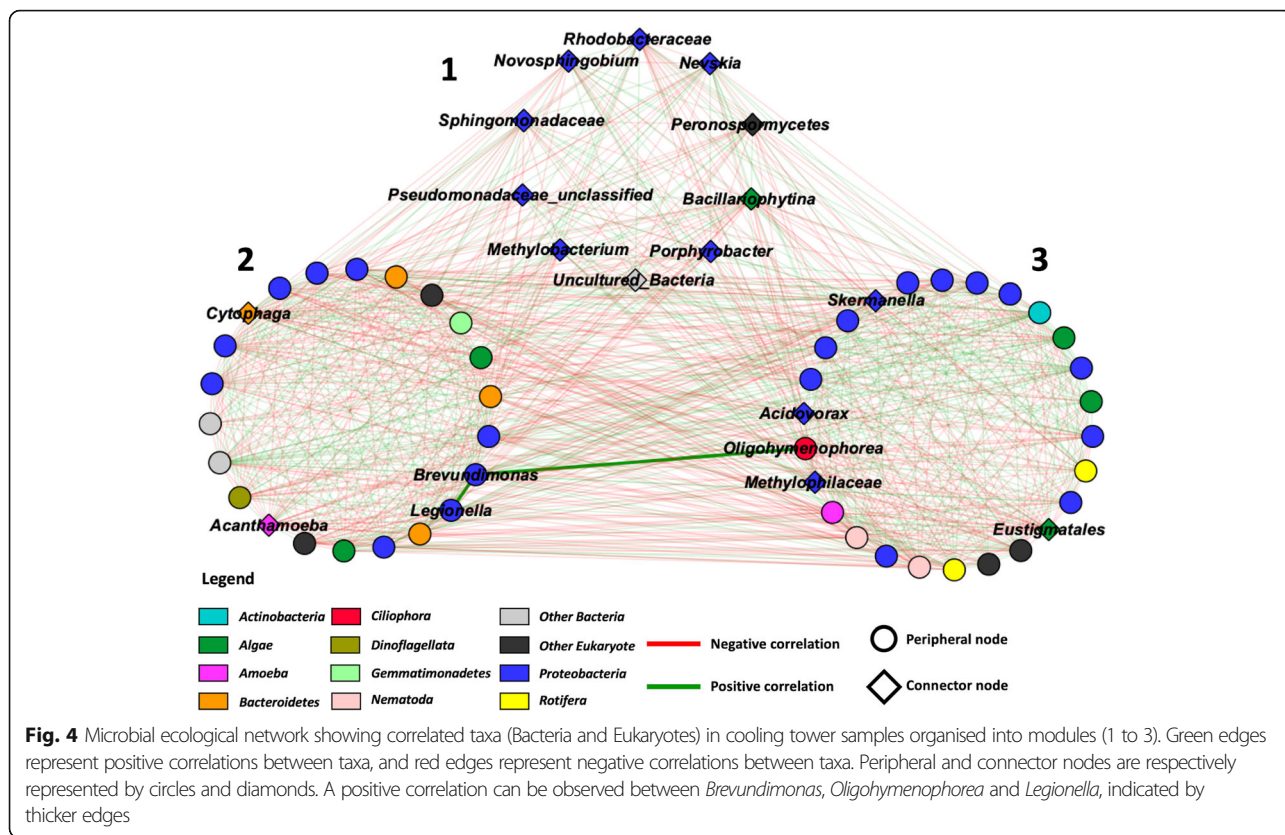 Rhodobacteraceae
Novosphingobium
Nevskia
1
Sphingomonadaceae
Peronospormycetes
Pseudomonadaceae_unclassified
Bacillariophytina
Methylobacterium
Porphyrobacter
2
3
Uncultured_Bacteria
Skermanella
Cytophaga
Acidovorax
Oligohymenophorea
Brevundimonas
Methylophilaceae
Legionella
Acanthamoeba
Eustigmatales
Legend
Actinobacteria
Ciliophora
Other Bacteria
Algae
Dinoflagellata
Other Eukaryote
Negative correlation
Peripheral node
Amoeba
Gemmatimonadetes
Proteobacteria
Positive correlation
Connector node
Bacteroidetes
Nematoda
Rotifera
Fig. 4 Microbial ecological network showing correlated taxa (Bacteria and Eukaryotes) in cooling tower samples organised into modules (1 to 3). Green edges
represent positive correlations between taxa, and red edges represent negative correlations between taxa. Peripheral and connector nodes are respectively
represented by circles and diamonds. A positive correlation can be observed between Brevundimonas, Oligohymenophorea and Legionella, indicated by
thicker edges